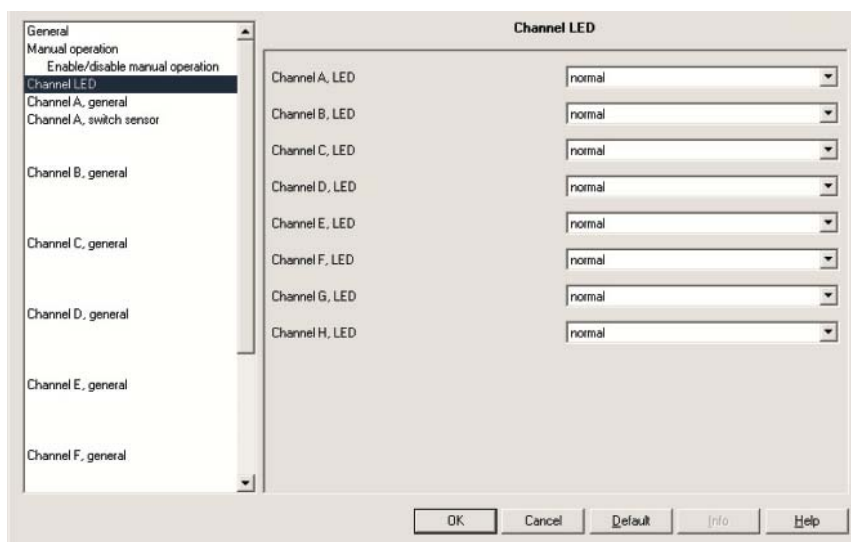 Channel LED
General
Manual operation
Enable/disable manual operation
Channel LED
Channel A, general
Channel A, switch sensor
Channel B, general
Channel C, general
Channel D, general
Channel E, general
Channel F, general
Channel A, LED normal
Channel B, LED normal
Channel C, LED normal
Channel D, LED normal
Channel E, LED normal
Channel F, LED normal
Channel G, LED normal
Channel H, LED normal
OK Cancel Default Info Help